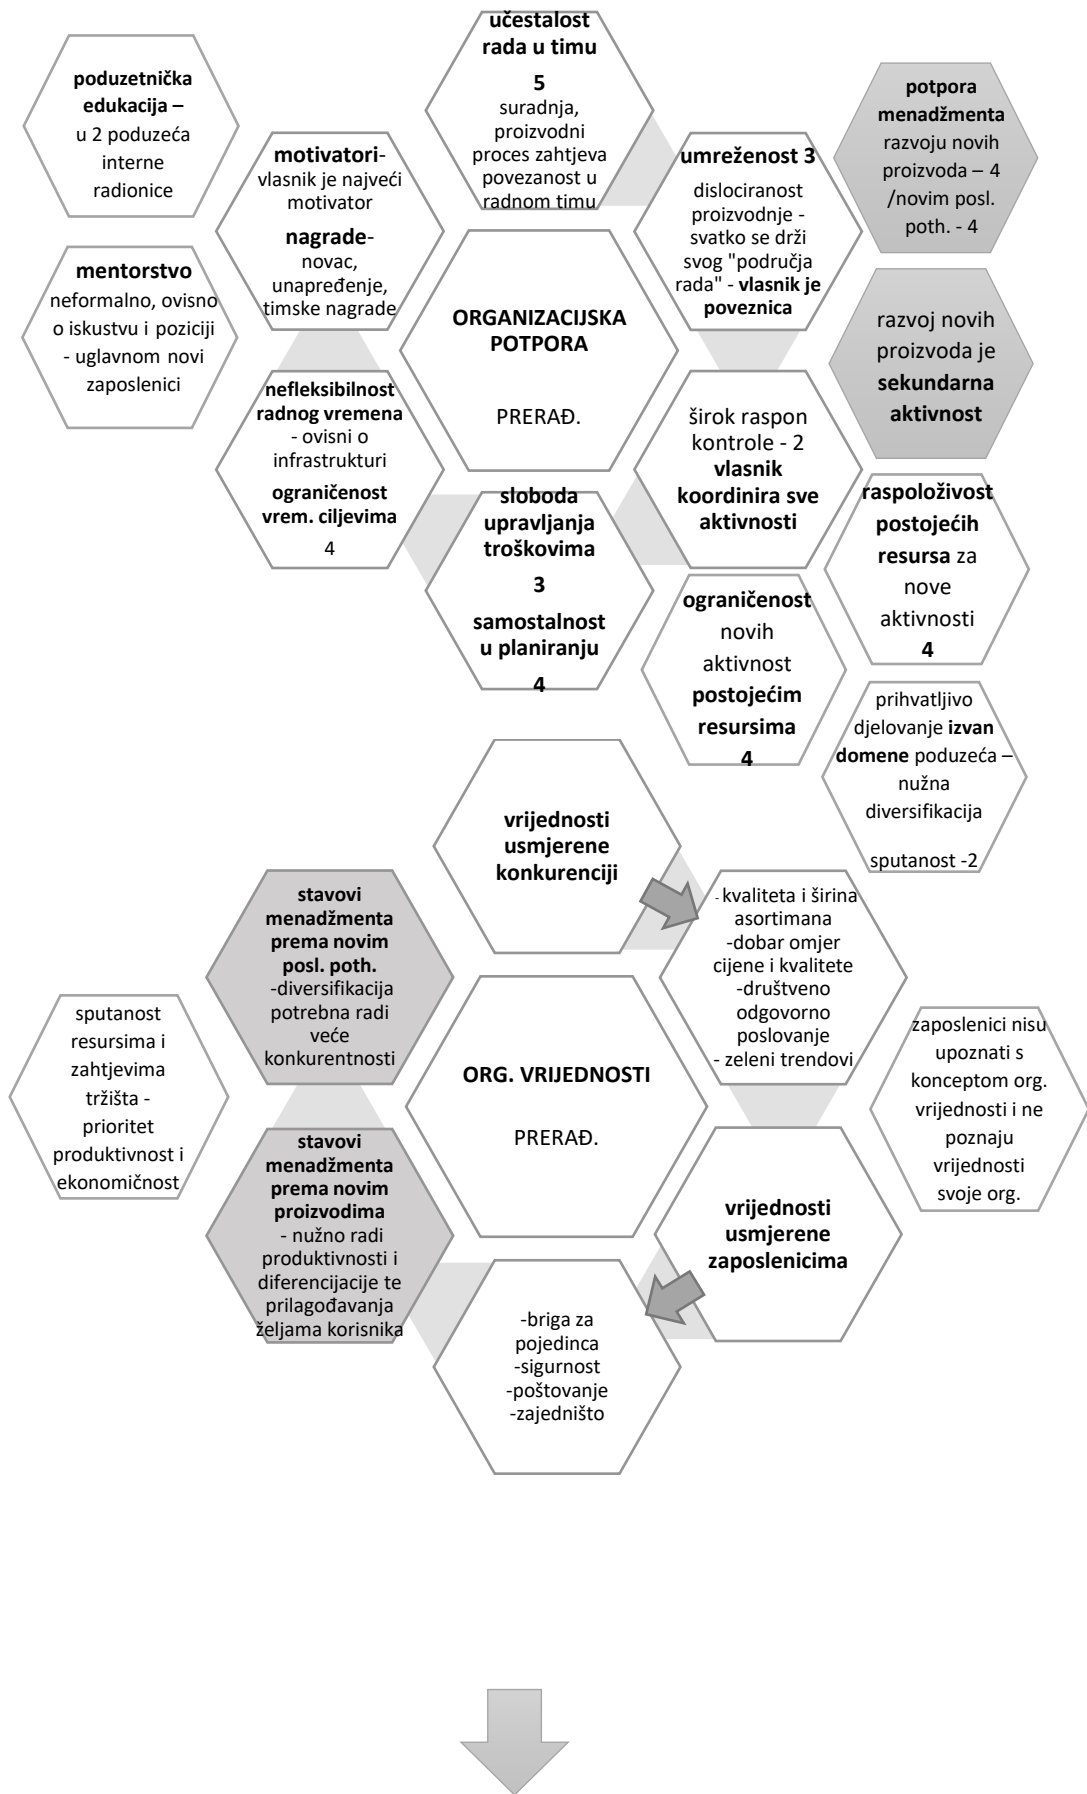 učestalost
rada u timu
5
suradnja,
proizvodni
proces zahtjeva
povezanost u
radnom timu
poduzetnička
edukacija –
u 2 poduzeća
interne
radionice
motivatori-
vlasnik je najveći
motivator
nagrade-
novac,
unapređenje,
timske nagrade
umreženost 3
dislociranost
proizvodnje -
svatko se drži
svog "područja
rada" - vlasnik je
poveznica
potpora
menadžmenta
razvoju novih
proizvoda – 4
/novim posl.
poth. - 4
mentorstvo
neformalno, ovisno
o iskustvu i poziciji
- uglavnom novi
zaposlenici
ORGANIZACIJSKA
POTPORA
PRERAĐ.
razvoj novih
proizvoda je
sekundarna
aktivnost
nefleksibilnost
radnog vremena
- ovisni o
infrastrukturi
ograničenost
vrem. ciljevima
4
širok raspon
kontrole - 2
vlasnik
koordinira sve
aktivnosti
sloboda
upravljanja
troškovima
3
samostalnost
u planiranju
4
raspoloživost
postojećih
resursa za
nove
aktivnosti
4
ograničenost
novih
aktivnost
postojećim
resursima
4
prihvatljivo
djelovanje izvan
domene poduzeća –
nužna
diversifikacija
sputanost -2
vrijednosti
usmjerene
konkurenciji
stavovi
menadžmenta
prema novim
posl. poth.
-diversifikacija
potrebna radi
veće
konkurentnosti
- kvaliteta i širina
asortimana
-dobar omjer
cijene i kvalitete
-društveno
odgovorno
poslovanje
- zeleni trendovi
sputanost
resursima i
zahtjevima
tržišta -
prioritet
produktivnost i
ekonomičnost
ORG. VRIJEDNOSTI
PRERAĐ.
zaposlenici nisu
upoznati s
konceptom org.
vrijednosti i ne
poznaju
vrijednosti
svoje org.
stavovi
menadžmenta
prema novim
proizvodima
- nužno radi
produktivnosti i
diferencijacije te
prilagođavanja
željama korisnika
vrijednosti
usmjerene
zaposlenicima
-briga za
pojedinca
-sigurnost
-poštovanje
-zajedništo